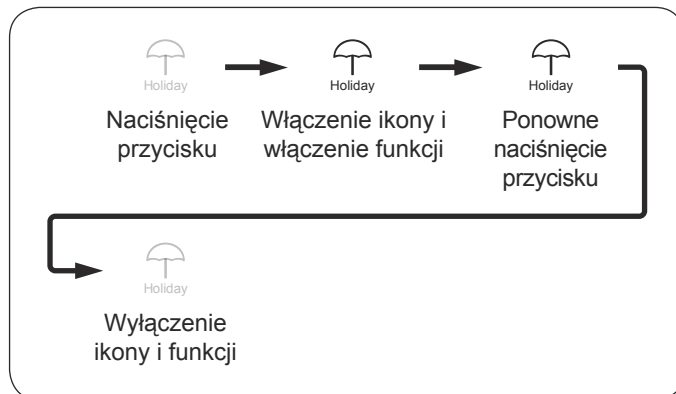 Holiday
Naciśnięcie
przycisku
Holiday
Włączenie ikony i
włączenie funkcji
Holiday
Ponowne
naciśnięcie
przycisku
Holiday
Wyłączenie
ikony i funkcji